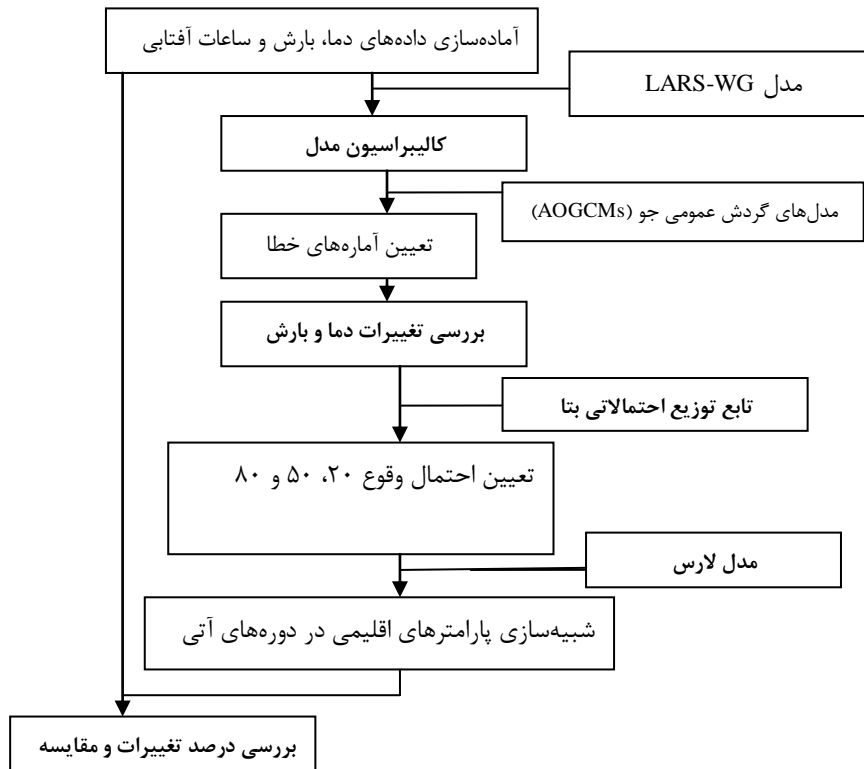 آماده‌سازی داده‌های دما، بارش و ساعات آفتابی
مدل LARS-WG
کالیبراسیون مدل
مدل‌های گردش عمومی جو (AOGCMs)
تعیین آماره‌های خطا
بررسی تغییرات دما و بارش
تابع توزیع احتمالاتی بتا
تعیین احتمال وقوع ۲۰، ۵۰ و ۸۰
مدل لارس
شبیه‌سازی پارامترهای اقلیمی در دوره‌های آتی
بررسی درصد تغییرات و مقایسه